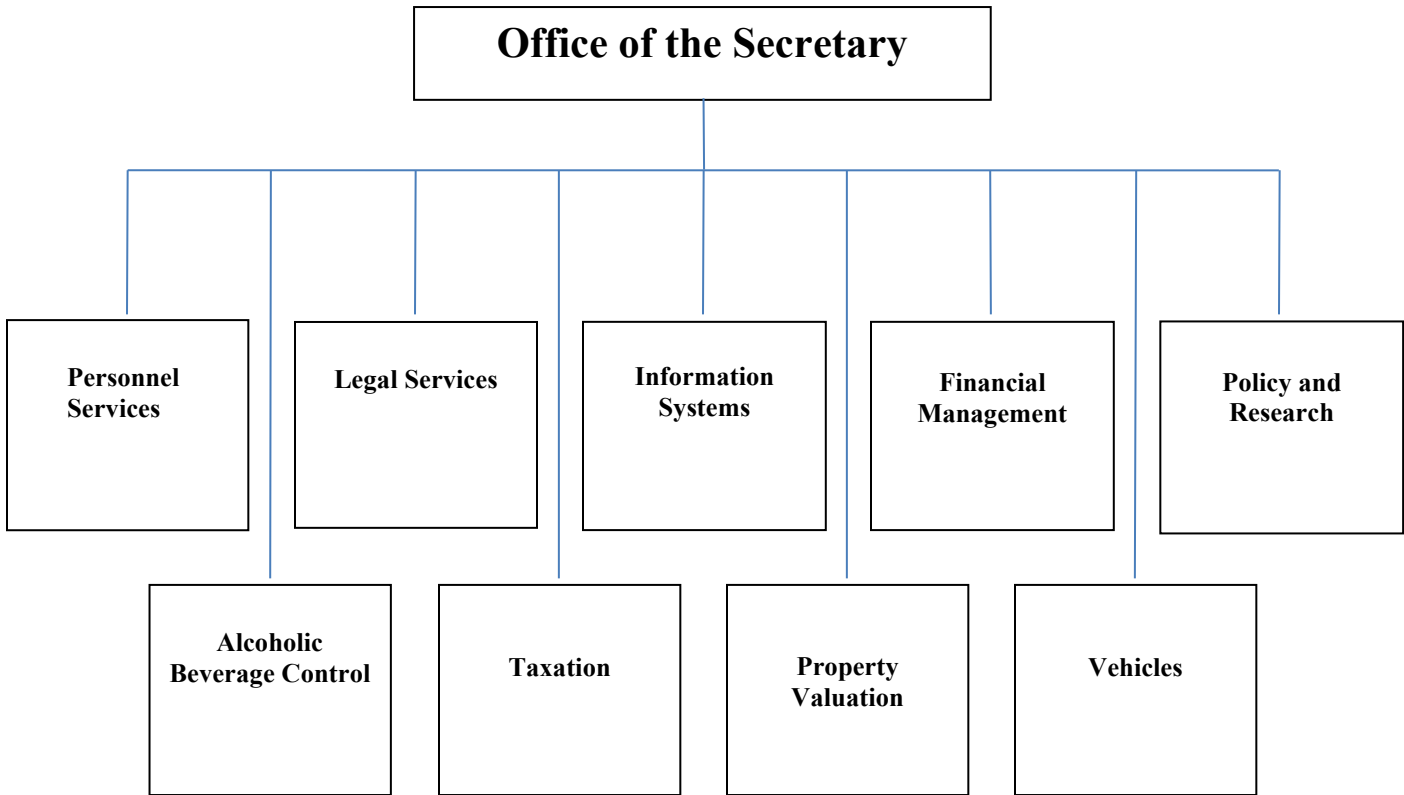 Office of the Secretary
Personnel
Services
Legal Services
Information
Systems
Financial
Management
Policy and
Research
Alcoholic
Beverage Control
Taxation
Property
Valuation
Vehicles